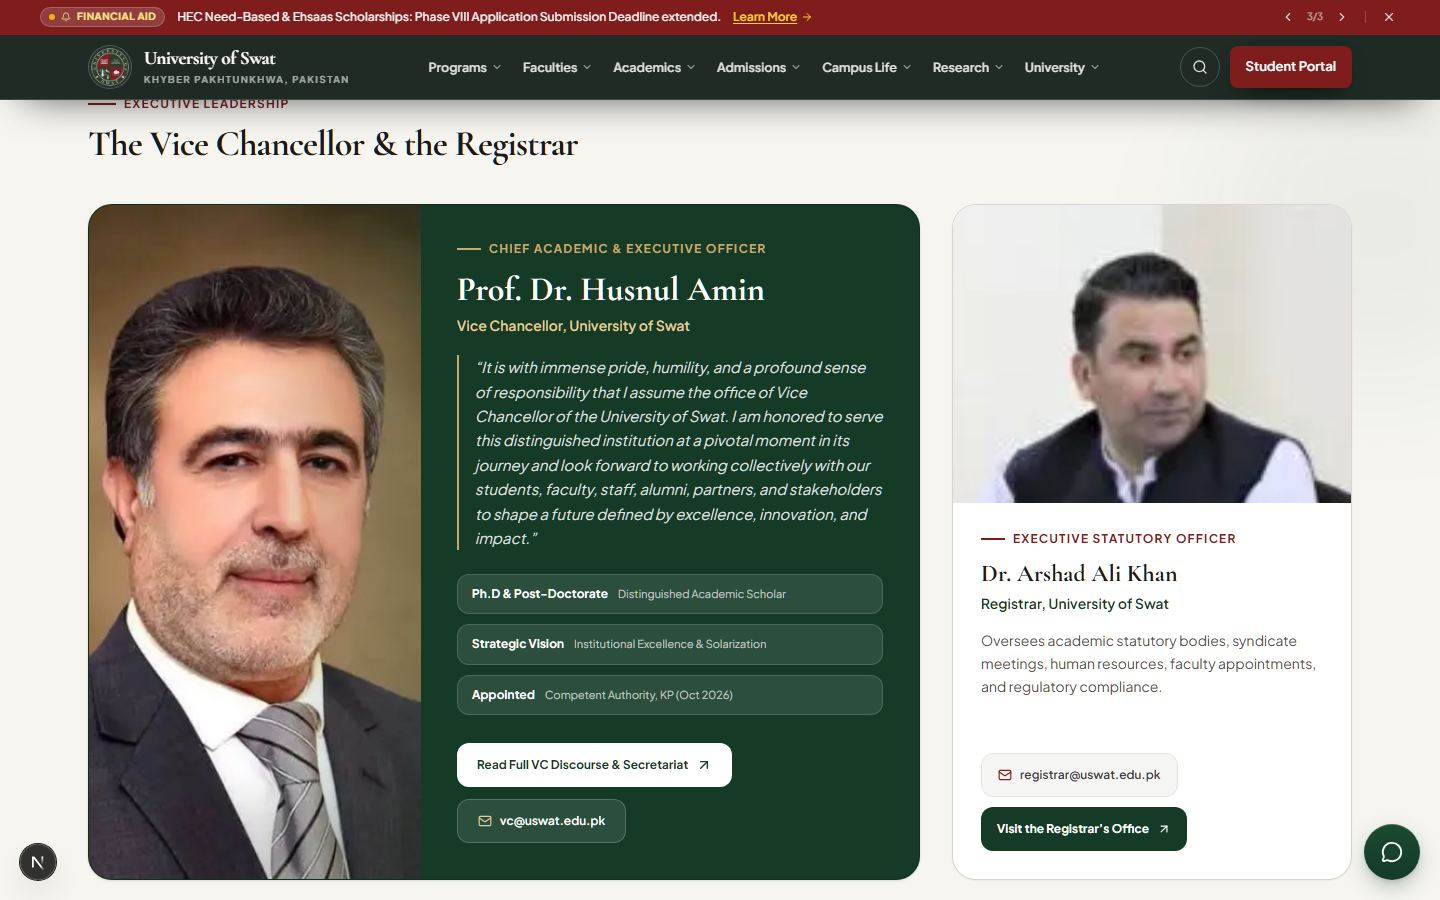 FINANCIAL AID
HEC Need-Based & Ehsaas Scholarships: Phase VIII Application Submission Deadline extended.
Learn More
3/3
University of Swat
KHYBER PAKHTUNKHWA, PAKISTAN
Programs
Faculties
Academics
Admissions
Campus Life
Research
University
Student Portal
EXECUTIVE LEADERSHIP
The Vice Chancellor & the Registrar
CHIEF ACADEMIC & EXECUTIVE OFFICER
Prof. Dr. Husnul Amin
Vice Chancellor, University of Swat
"It is with immense pride, humility, and a profound sense
of responsibility that I assume the office of Vice
Chancellor of the University of Swat. I am honored to serve
this distinguished institution at a pivotal moment in its
journey and look forward to working collectively with our
students, faculty, staff, alumni, partners, and stakeholders
to shape a future defined by excellence, innovation, and
impact."
Ph.D & Post-Doctorate Distinguished Academic Scholar
Strategic Vision Institutional Excellence & Solarization
Appointed Competent Authority, KP (Oct 2026)
Read Full VC Discourse & Secretariat
vc@uswat.edu.pk
EXECUTIVE STATUTORY OFFICER
Dr. Arshad Ali Khan
Registrar, University of Swat
Oversees academic statutory bodies, syndicate
meetings, human resources, faculty appointments,
and regulatory compliance.
registrar@uswat.edu.pk
Visit the Registrar's Office
N